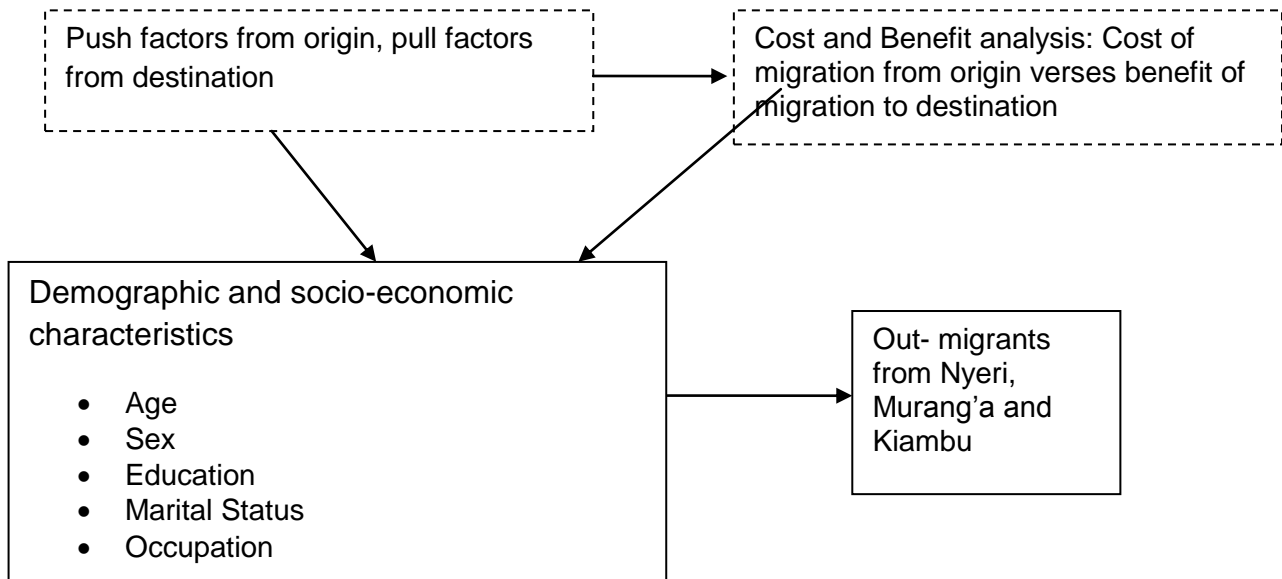 Push factors from origin, pull factors
from destination
Cost and Benefit analysis: Cost of
migration from origin verses benefit of
migration to destination
Demographic and socio-economic
characteristics
• Age
• Sex
• Education
• Marital Status
• Occupation
Out- migrants
from Nyeri,
Murang’a and
Kiambu